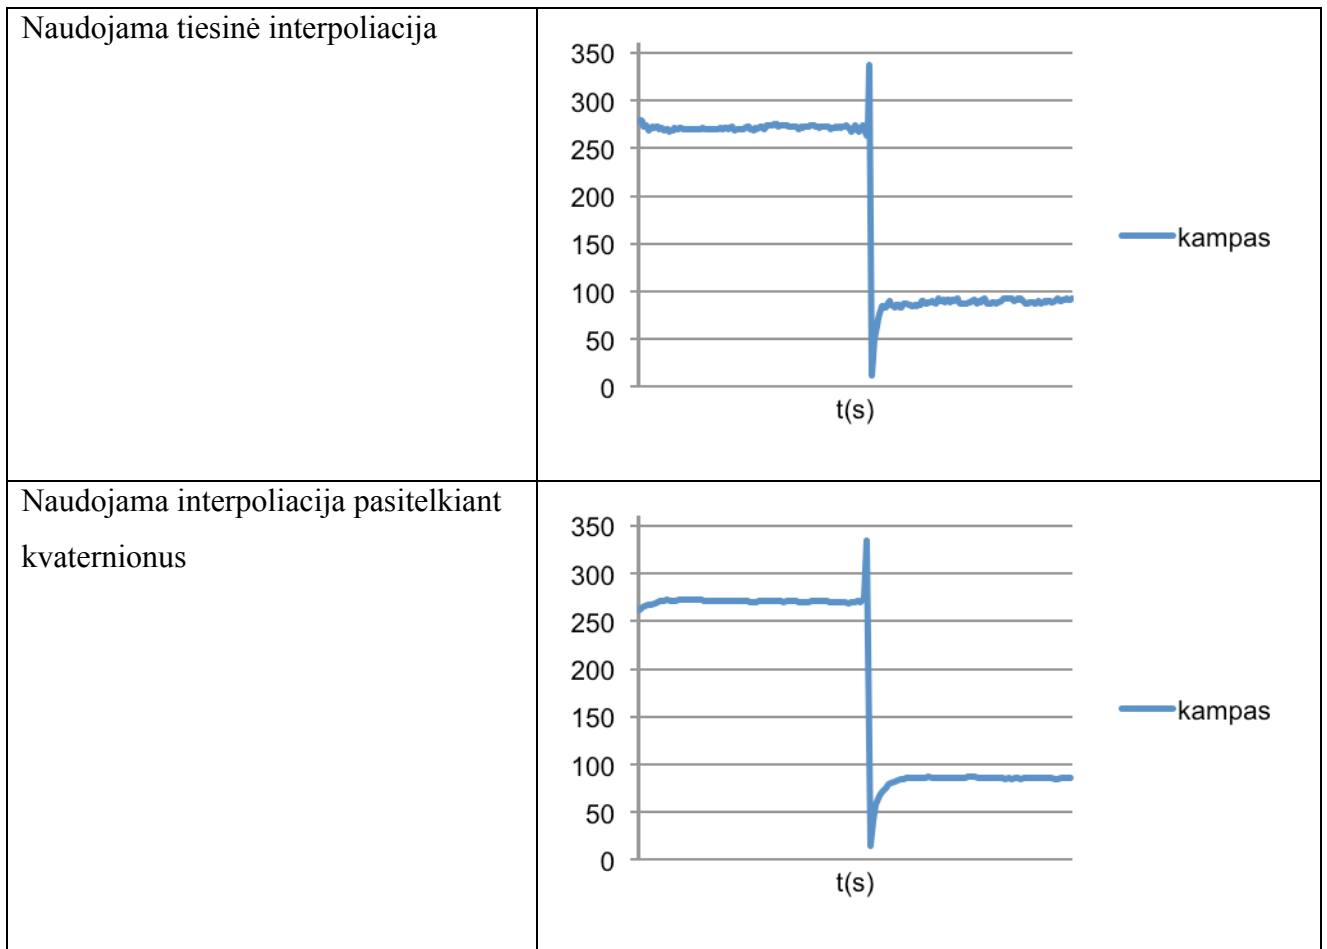 Naudojama tiesinė interpoliacija
350
300
250
200
150
100
50
0
t(s)
kampas
Naudojama interpoliacija pasitelkiant
kvaternionus
350
300
250
200
150
100
50
0
t(s)
kampas